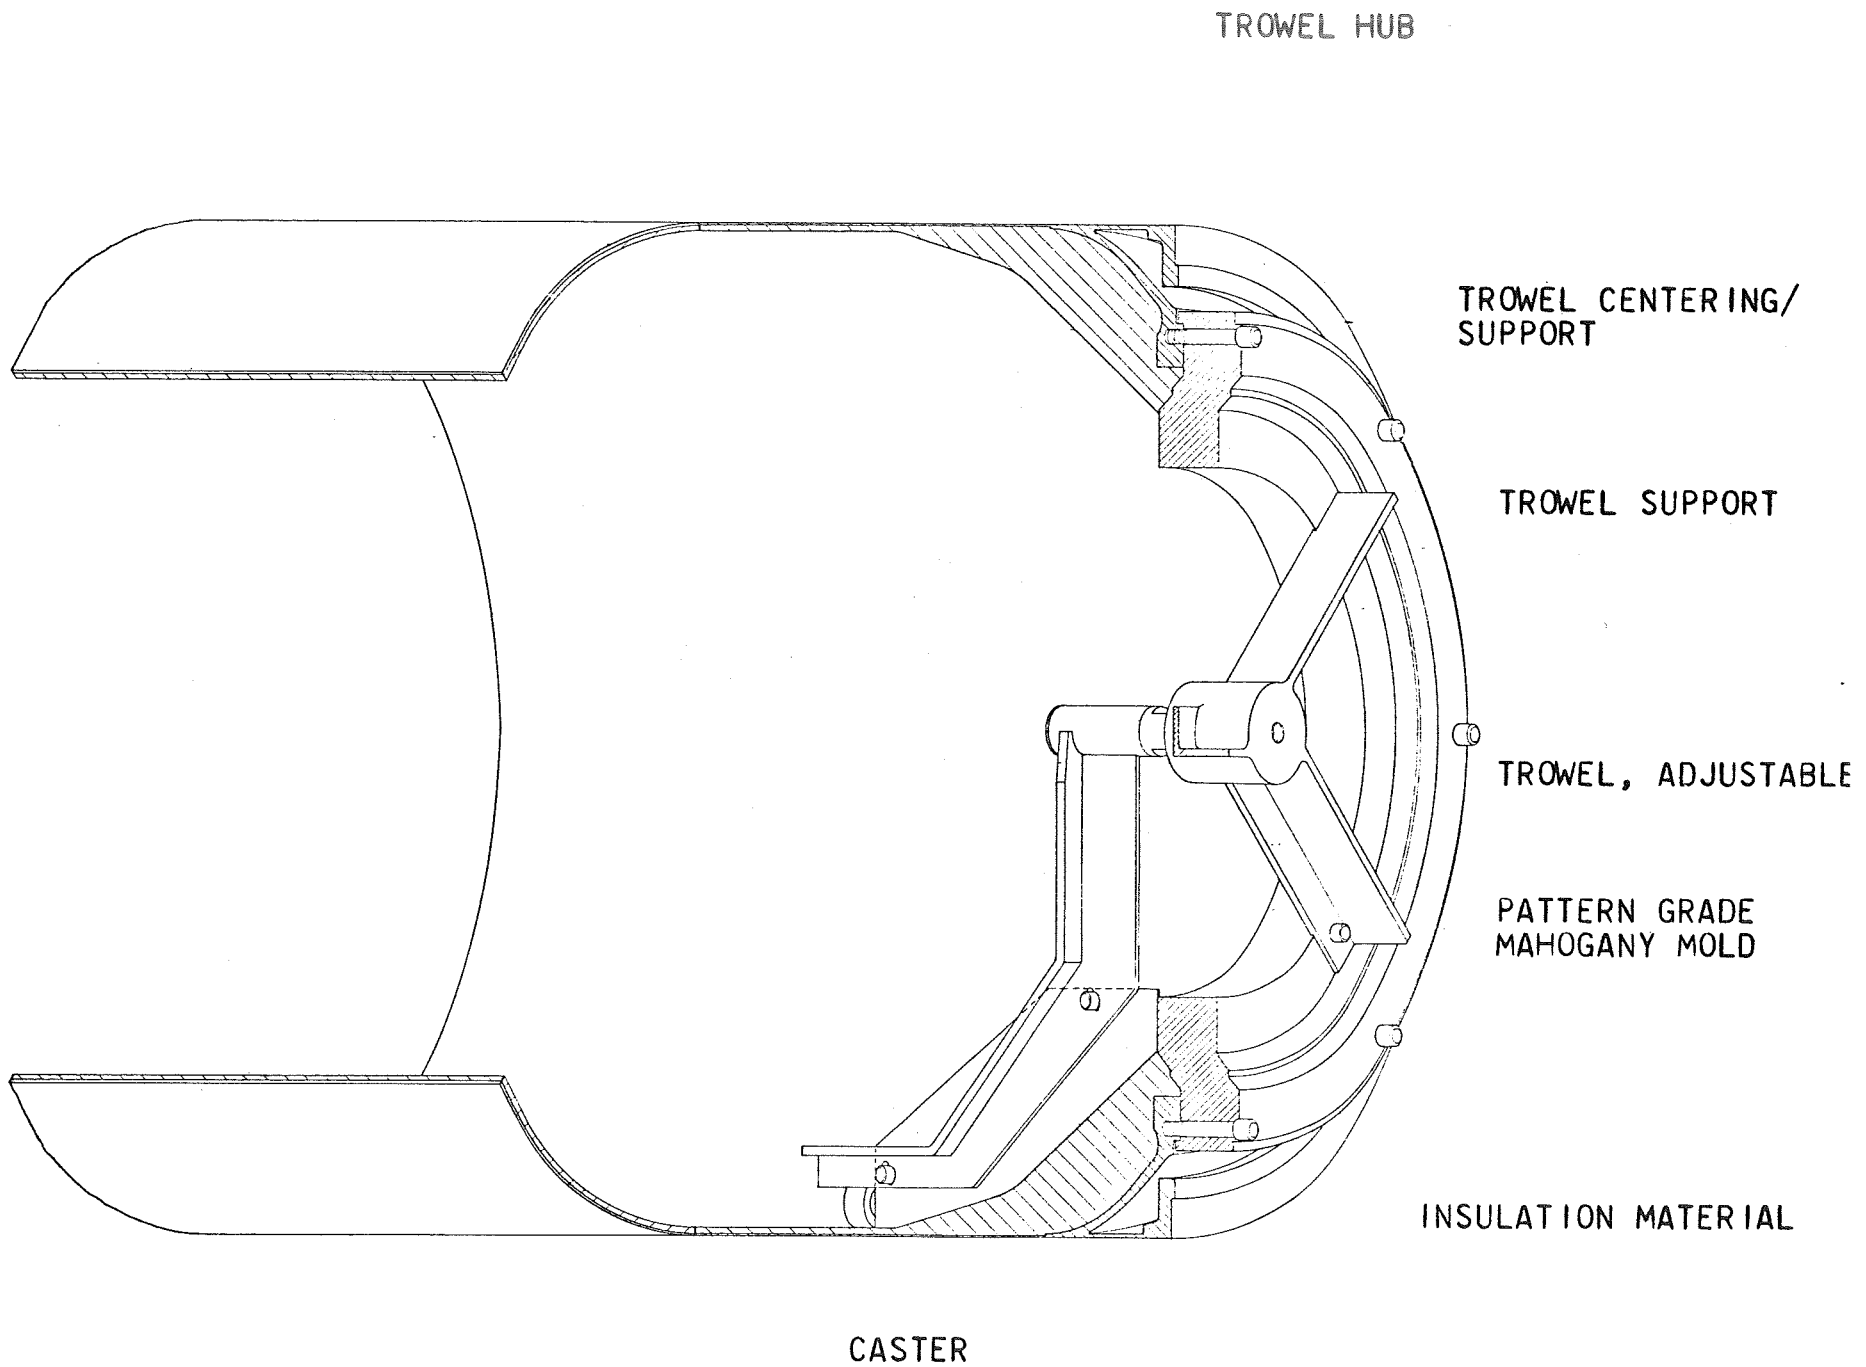 TROWEL HUB
TROWEL CENTERING/
SUPPORT
TROWEL SUPPORT
TROWEL, ADJUSTABLE
PATTERN GRADE
MAHOGANY MOLD
INSULATION MATERIAL
CASTER